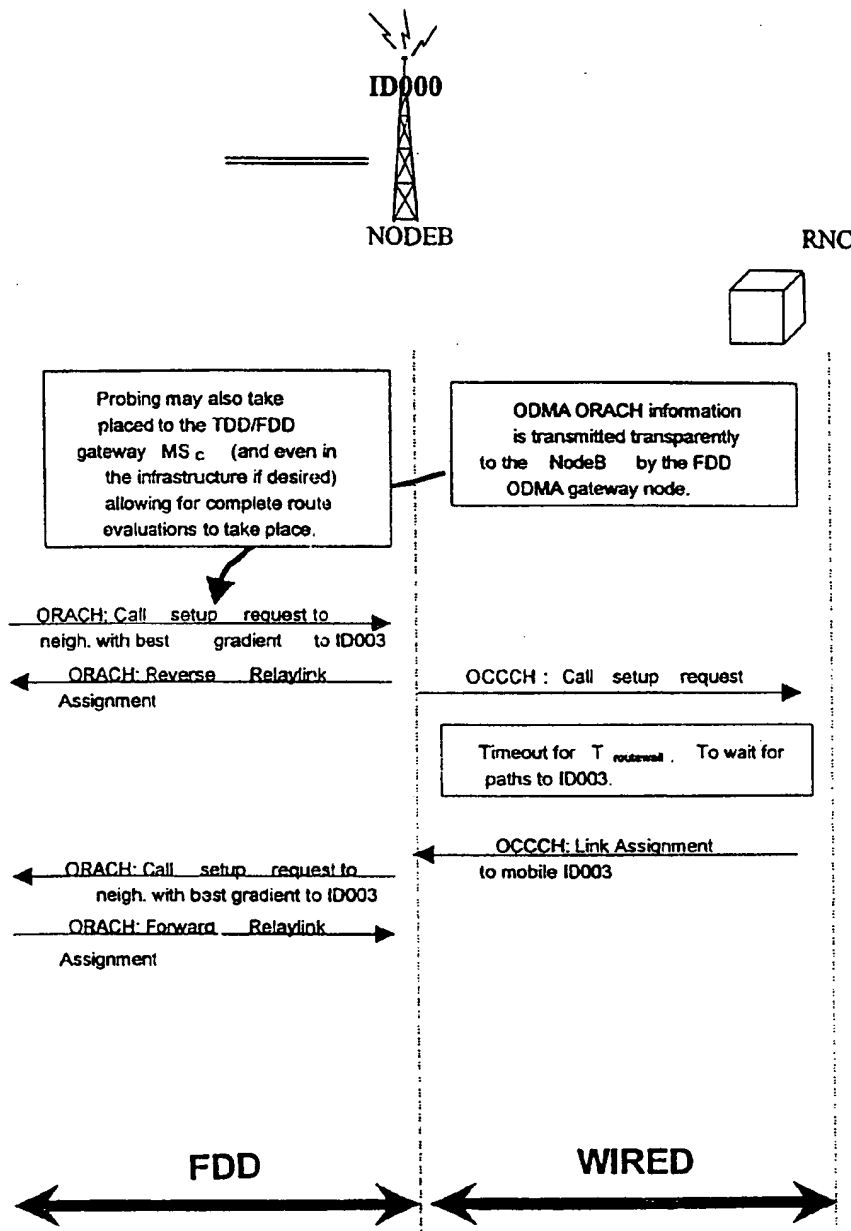 ID000
NODEB
RNC
Probing may also take
placed to the TDD/FDD
gateway MS c (and even in
the infrastructure if desired)
allowing for complete route
evaluations to take place.
ODMA ORACH information
is transmitted transparently
to the NodeB by the FDD
ODMA gateway node.
ORACH: Call setup request to
neigh. with best gradient to ID003
ORACH: Reverse Relaylink
Assignment
OCCCH : Call setup request
Timeout for T routewait . To wait for
paths to ID003.
OCCCH: Link Assignment
to mobile ID003
ORACH: Call setup request to
neigh. with best gradient to ID003
ORACH: Forward Relaylink
Assignment
FDD
WIRED